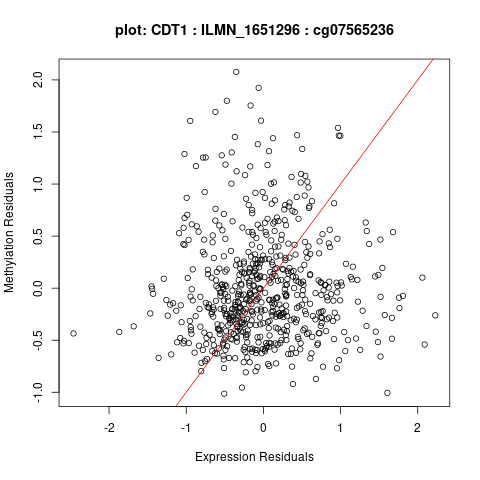 plot: CDT1 : ILMN_1651296 : cg07565236
Methylation Residuals
2.0
1.5
1.0
0.5
0.0
-0.5
-1.0
-2 -1 0 1 2
Expression Residuals